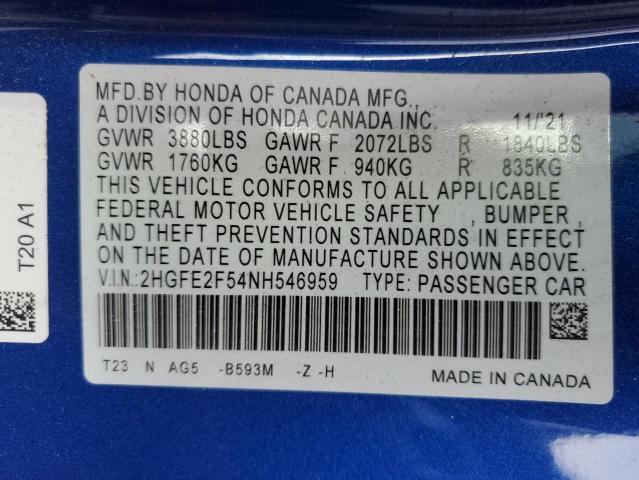 MFD.BY HONDA OF CANADA MFG.,
A DIVISION OF HONDA CANADA INC. 11/'21
GVWR 3880LBS GAWR F 2072LBS R 1840LBS
GVWR 1760KG GAWR F 940KG R 835KG
THIS VEHICLE CONFORMS TO ALL APPLICABLE
FEDERAL MOTOR VEHICLE SAFETY , BUMPER ,
AND THEFT PREVENTION STANDARDS IN EFFECT
ON THE DATE OF MANUFACTURE SHOWN ABOVE.
V.I.N.:2HGFE2F54NH546959 TYPE: PASSENGER CAR
T23 N AG5 -B593M -Z -H MADE IN CANADA
T20 A1